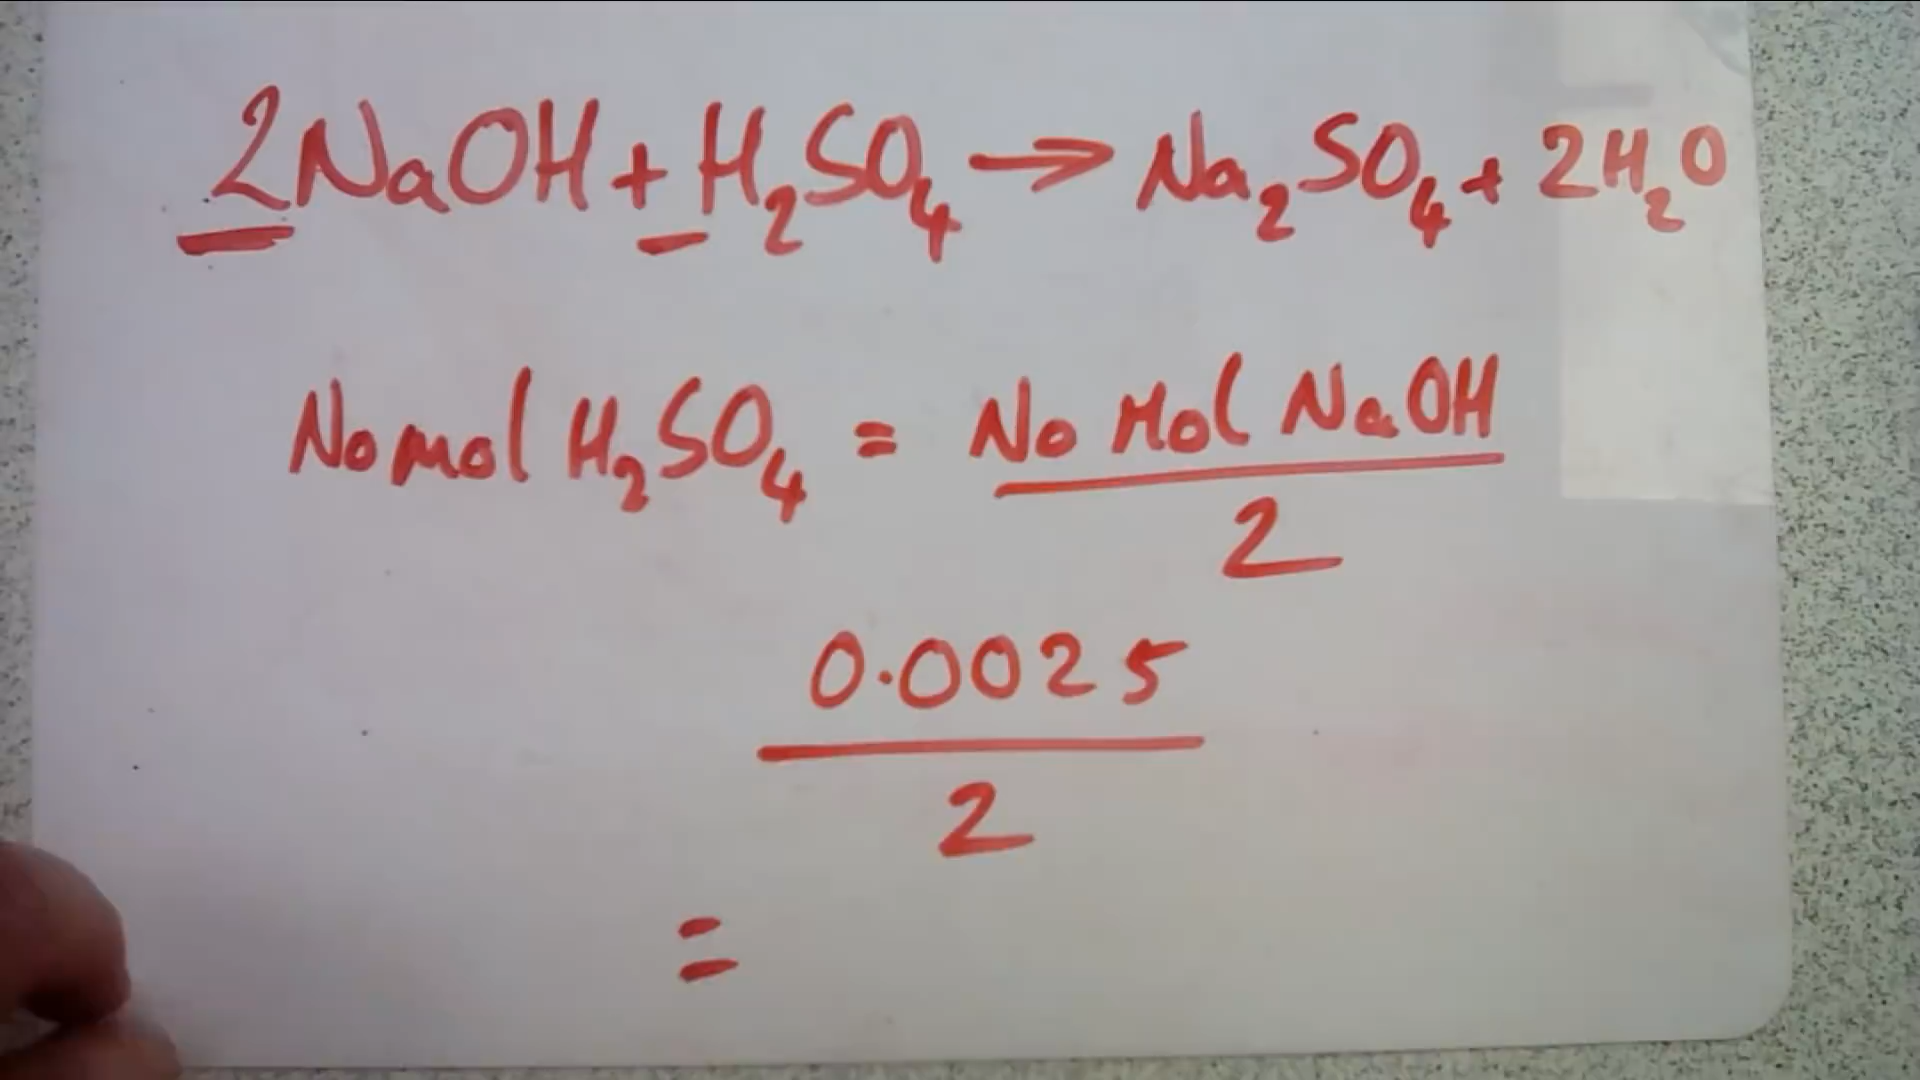 2NaOH + H₂SO₄ → Na₂SO₄ + 2H₂O
No mol H₂SO₄ = No Mol NaOH
2
0.0025
2
=